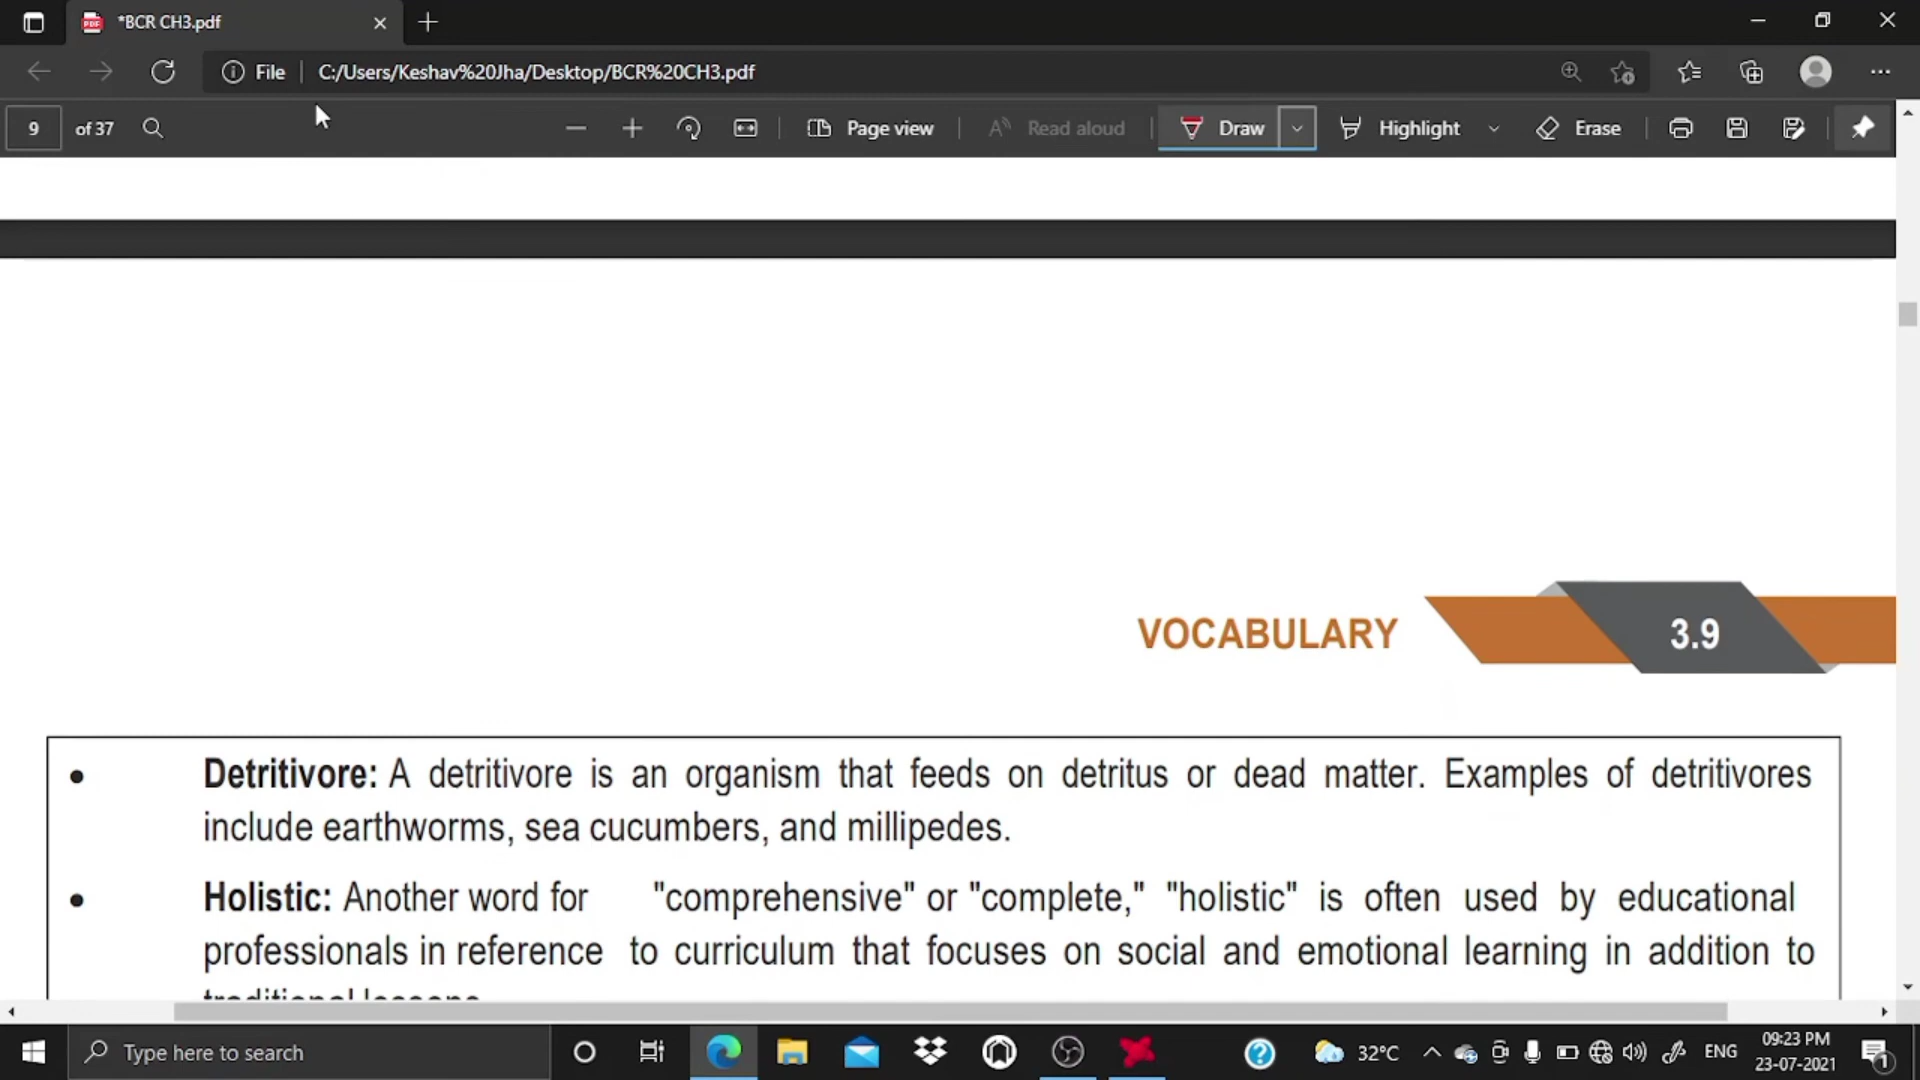 *BCR CH3.pdf
File C:/Users/Keshav%20Jha/Desktop/BCR%20CH3.pdf
9 of 37 Page view Read aloud Draw Highlight Erase
VOCABULARY 3.9
• Detritivore: A detritivore is an organism that feeds on detritus or dead matter. Examples of detritivores
include earthworms, sea cucumbers, and millipedes.
• Holistic: Another word for "comprehensive" or "complete," "holistic" is often used by educational
professionals in reference to curriculum that focuses on social and emotional learning in addition to
traditional lessons.
Type here to search 32°C ENG 09:23 PM
23-07-2021 1